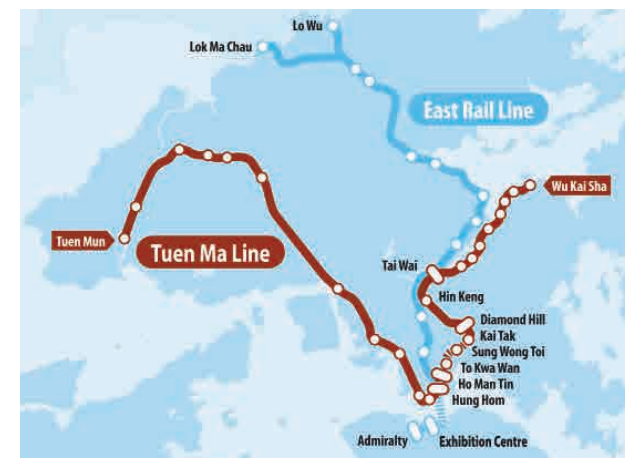 Lo Wu
Lok Ma Chau
East Rail Line
Wu Kai Sha
Tuen Mun
Tuen Ma Line
Tai Wai
Hin Keng
Diamond Hill
Kai Tak
Sung Wong Toi
To Kwa Wan
Ho Man Tin
Hung Hom
Admiralty
Exhibition Centre